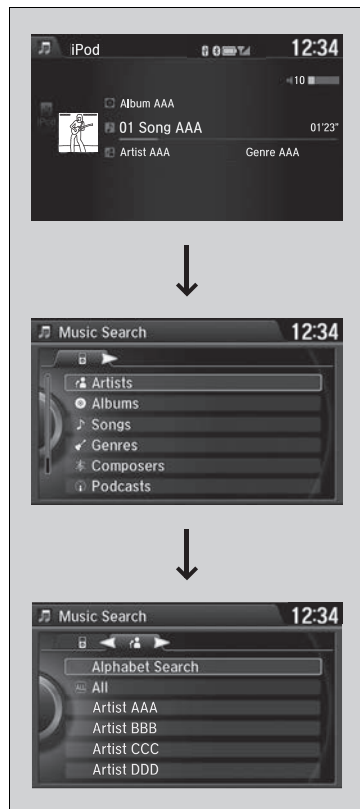 iPod 12:34
10
Album AAA
01 Song AAA 01'23"
Artist AAA Genre AAA
Music Search 12:34
Artists
Albums
Songs
Genres
Composers
Podcasts
Music Search 12:34
Alphabet Search
ALL All
Artist AAA
Artist BBB
Artist CCC
Artist DDD